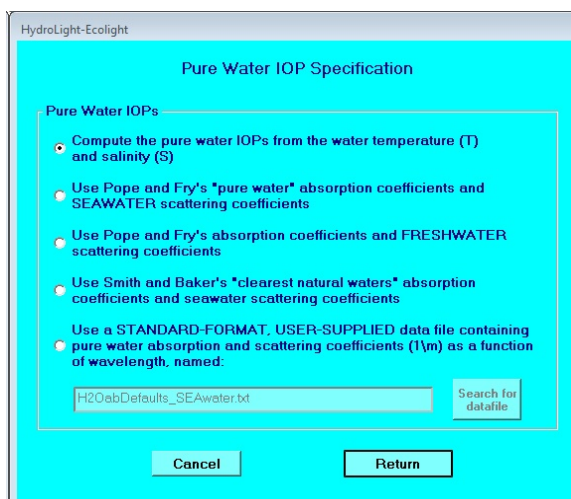 HydroLight-Ecolight
Pure Water IOP Specification
Pure Water IOPs
Compute the pure water IOPs from the water temperature (T)
and salinity (S)
Use Pope and Fry's "pure water" absorption coefficients and
SEAWATER scattering coefficients
Use Pope and Fry's absorption coefficients and FRESHWATER
scattering coefficients
Use Smith and Baker's "clearest natural waters" absorption
coefficients and seawater scattering coefficients
Use a STANDARD-FORMAT, USER-SUPPLIED data file containing
pure water absorption and scattering coefficients (1\m) as a function
of wavelength, named:
H2OabDefaults_SEAwater.txt
Search for
datafile
Cancel
Return